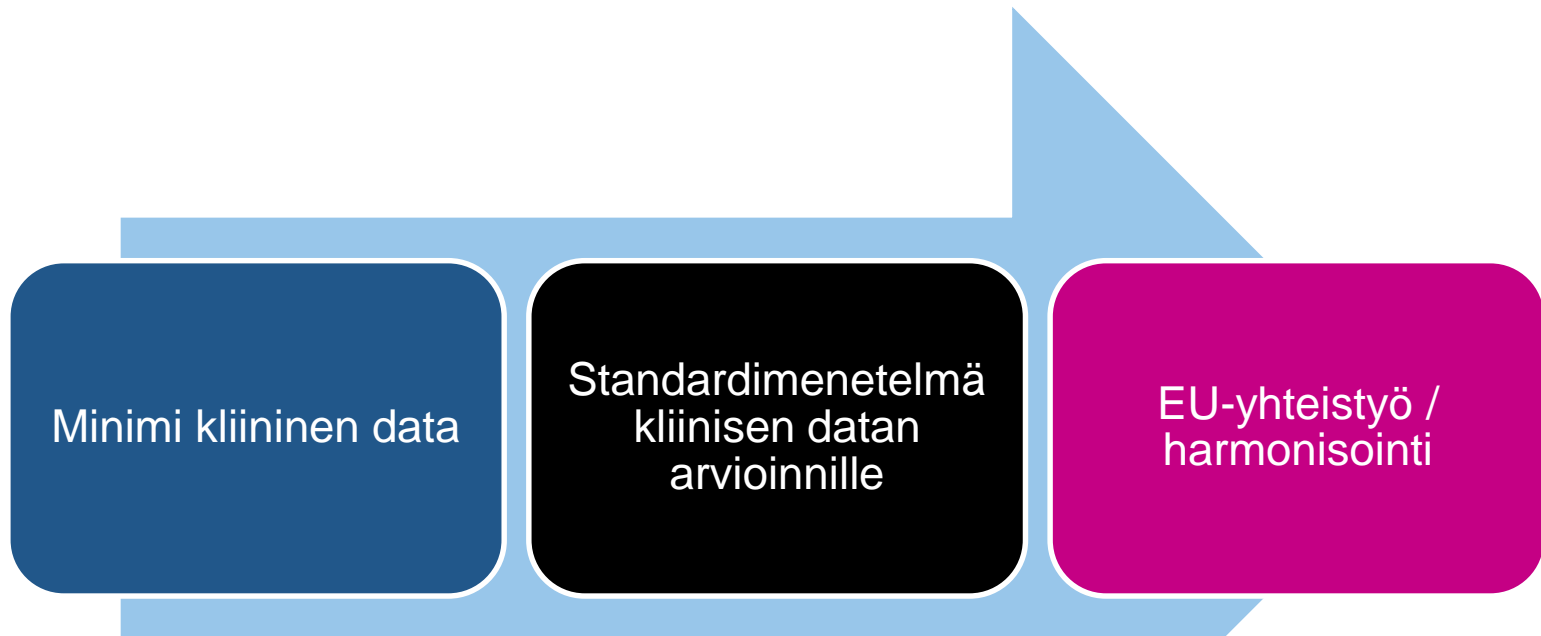 Minimi kliininen data
Standardimenetelmä
kliinisen datan
arvioinnille
EU-yhteistyö /
harmonisointi